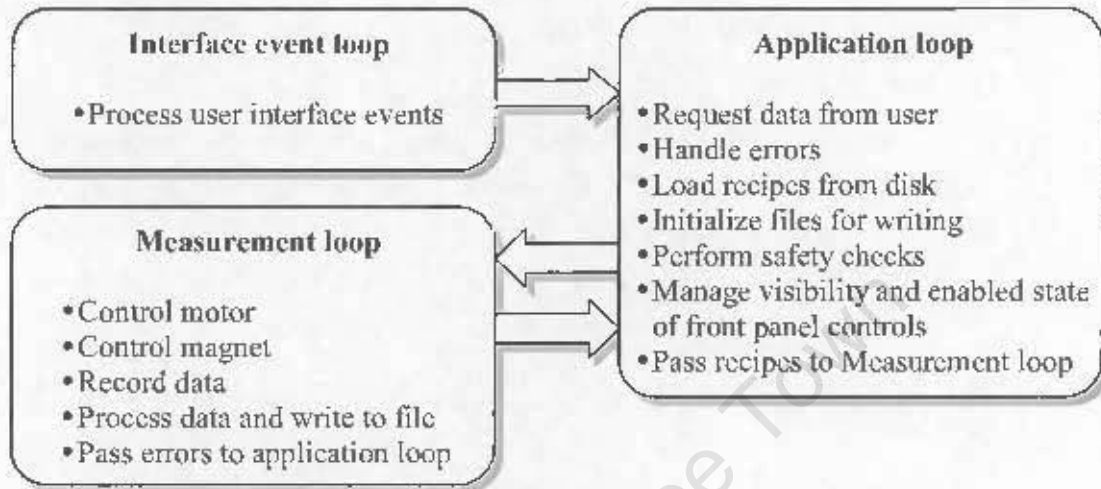 Interface event loop
•Process user interface events
Application loop
•Request data from user
•Handle errors
•Load recipes from disk
•Initialize files for writing
•Perform safety checks
•Manage visibility and enabled state
of front panel controls
•Pass recipes to Measurement loop
Measurement loop
•Control motor
•Control magnet
•Record data
•Process data and write to file
•Pass errors to application loop
Town